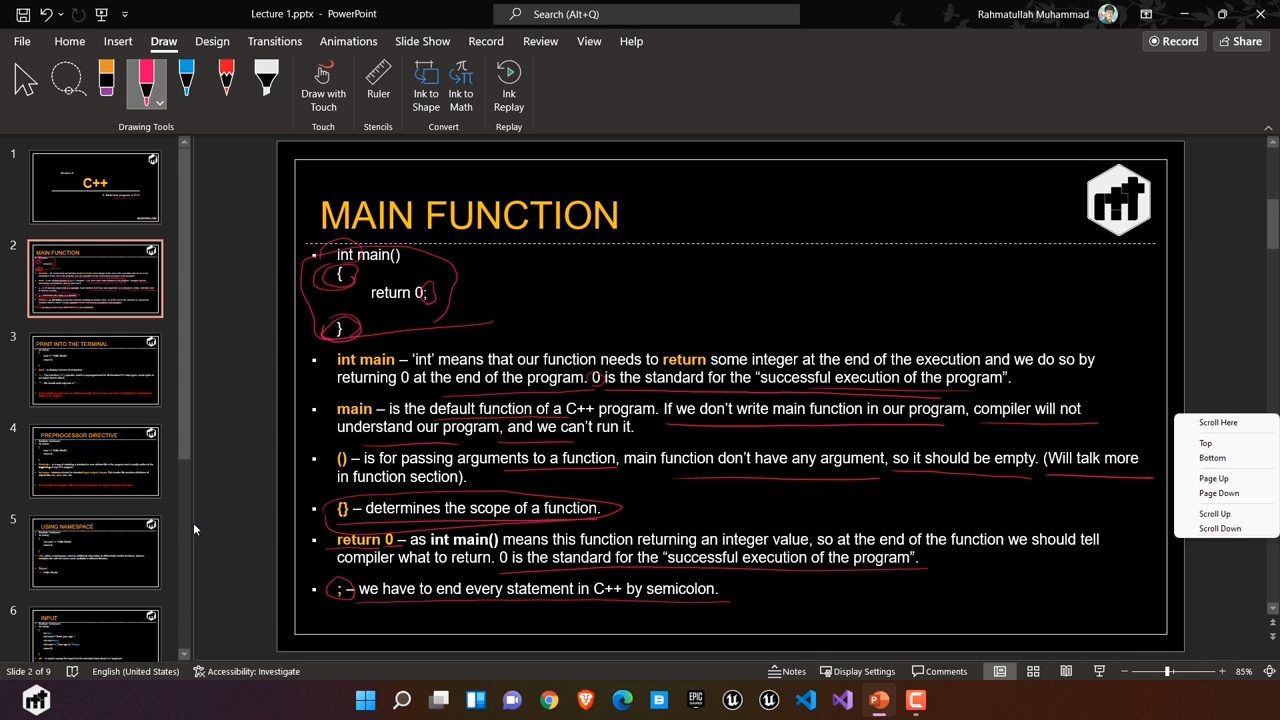 Lecture 1.pptx - PowerPoint
Search (Alt+Q)
Rahmatullah Muhammad
File Home Insert Draw Design Transitions Animations Slide Show Record Review View Help
Record
Share
Draw with Touch
Ruler
Ink to Shape
Ink to Math
Ink Replay
Drawing Tools
Touch
Stencils
Convert
Replay
1
C++
2
MAIN FUNCTION
3
PRINT INTO THE TERMINAL
4
PREPROCESSOR DIRECTIVE
5
USING NAMESPACE
6
INPUT
MAIN FUNCTION
▪ int main()
{
return 0;
}
▪ int main – ‘int’ means that our function needs to return some integer at the end of the execution and we do so by
returning 0 at the end of the program. 0 is the standard for the “successful execution of the program”.
▪ main – is the default function of a C++ program. If we don’t write main function in our program, compiler will not
understand our program, and we can’t run it.
▪ () – is for passing arguments to a function, main function don’t have any argument, so it should be empty. (Will talk more
in function section).
▪ {} – determines the scope of a function.
▪ return 0 – as int main() means this function returning an integer value, so at the end of the function we should tell
compiler what to return. 0 is the standard for the “successful execution of the program”.
▪ ; – we have to end every statement in C++ by semicolon.
Scroll Here
Top
Bottom
Page Up
Page Down
Scroll Up
Scroll Down
Slide 2 of 9
English (United States)
Accessibility: Investigate
Notes
Display Settings
Comments
85%